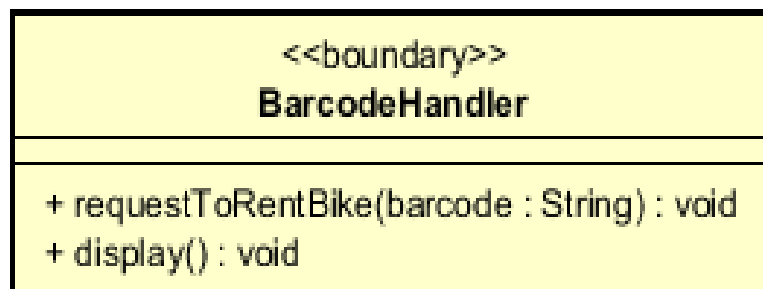 <<boundary>>
BarcodeHandler
+ requestToRentBike(barcode : String) : void
+ display() : void